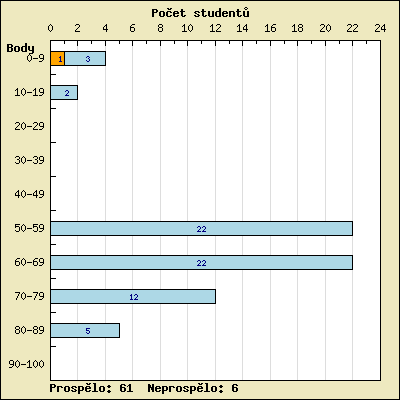 Počet studentů
0 2 4 6 8 10 12 14 16 18 20 22 24
Body
0-9 1 3
10-19 2
20-29
30-39
40-49
50-59 22
60-69 22
70-79 12
80-89 5
90-100
Prospělo: 61 Neprospělo: 6